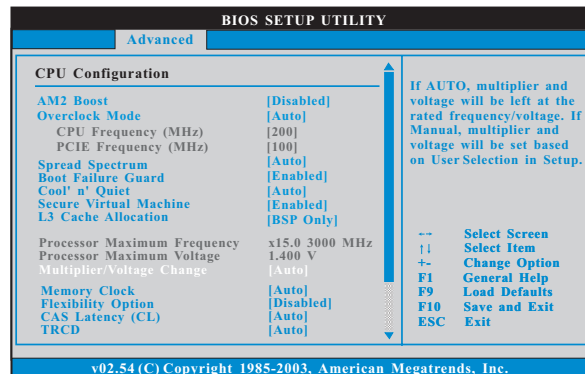 BIOS SETUP UTILITY
Advanced
CPU Configuration
AM2 Boost [Disabled]
Overclock Mode [Auto]
CPU Frequency (MHz) [200]
PCIE Frequency (MHz) [100]
Spread Spectrum [Auto]
Boot Failure Guard [Enabled]
Cool' n' Quiet [Auto]
Secure Virtual Machine [Enabled]
L3 Cache Allocation [BSP Only]
Processor Maximum Frequency x15.0 3000 MHz
Processor Maximum Voltage 1.400 V
Multiplier/Voltage Change [Auto]
Memory Clock [Auto]
Flexibility Option [Disabled]
CAS Latency (CL) [Auto]
TRCD [Auto]
If AUTO, multiplier and
voltage will be left at the
rated frequency/voltage. If
Manual, multiplier and
voltage will be set based
on User Selection in Setup.
←→ Select Screen
↑↓ Select Item
+- Change Option
F1 General Help
F9 Load Defaults
F10 Save and Exit
ESC Exit
v02.54 (C) Copyright 1985-2003, American Megatrends, Inc.